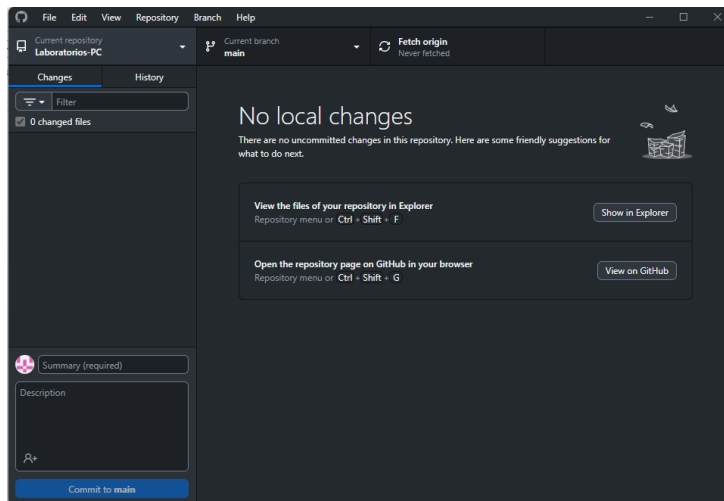 File Edit View Repository Branch Help
Current repository
Laboratorios-PC
Current branch
main
Fetch origin
Never fetched
Changes History
Filter
0 changed files
No local changes
There are no uncommitted changes in this repository. Here are some friendly suggestions for
what to do next.
View the files of your repository in Explorer
Repository menu or Ctrl + Shift + F
Show in Explorer
Open the repository page on GitHub in your browser
Repository menu or Ctrl + Shift + G
View on GitHub
Summary (required)
Description
Commit to main